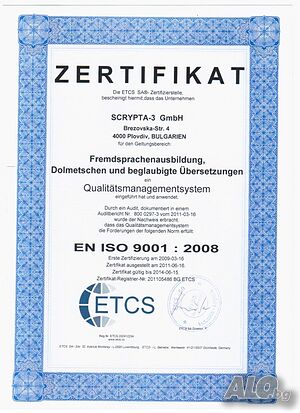 ZERTIFIKAT
Die ETCS SA®- Zertifizierstelle,
bescheinigt hiermit dass das Unternehmen
SCRYPTA-3 GmbH
Brezovska-Str. 4
4000 Plovdiv, BULGARIEN
für den Geltungsbereich:
Fremdsprachenausbildung,
Dolmetschen und beglaubigte Übersetzungen
ein
Qualitätsmanagementsystem
eingeführt hat und anwendet.
Durch ein Audit, dokumentiert in einem
Auditbericht Nr. 800 0297-3 vom 2011-03-16
wurde der Nachweis erbracht,
dass das Qualitätsmanagementsystem
die Forderungen der folgenden Norm erfüllt:
EN ISO 9001 : 2008
Erste Zertifizierung am 2009-03-16
Zertifikat ausgestellt am 2011-06-16
Zertifikat gültig bis 2014-06-15
Zertifikat-Registrier-Nr. 201105486 BG ETCS
ETCS
ALO.bg